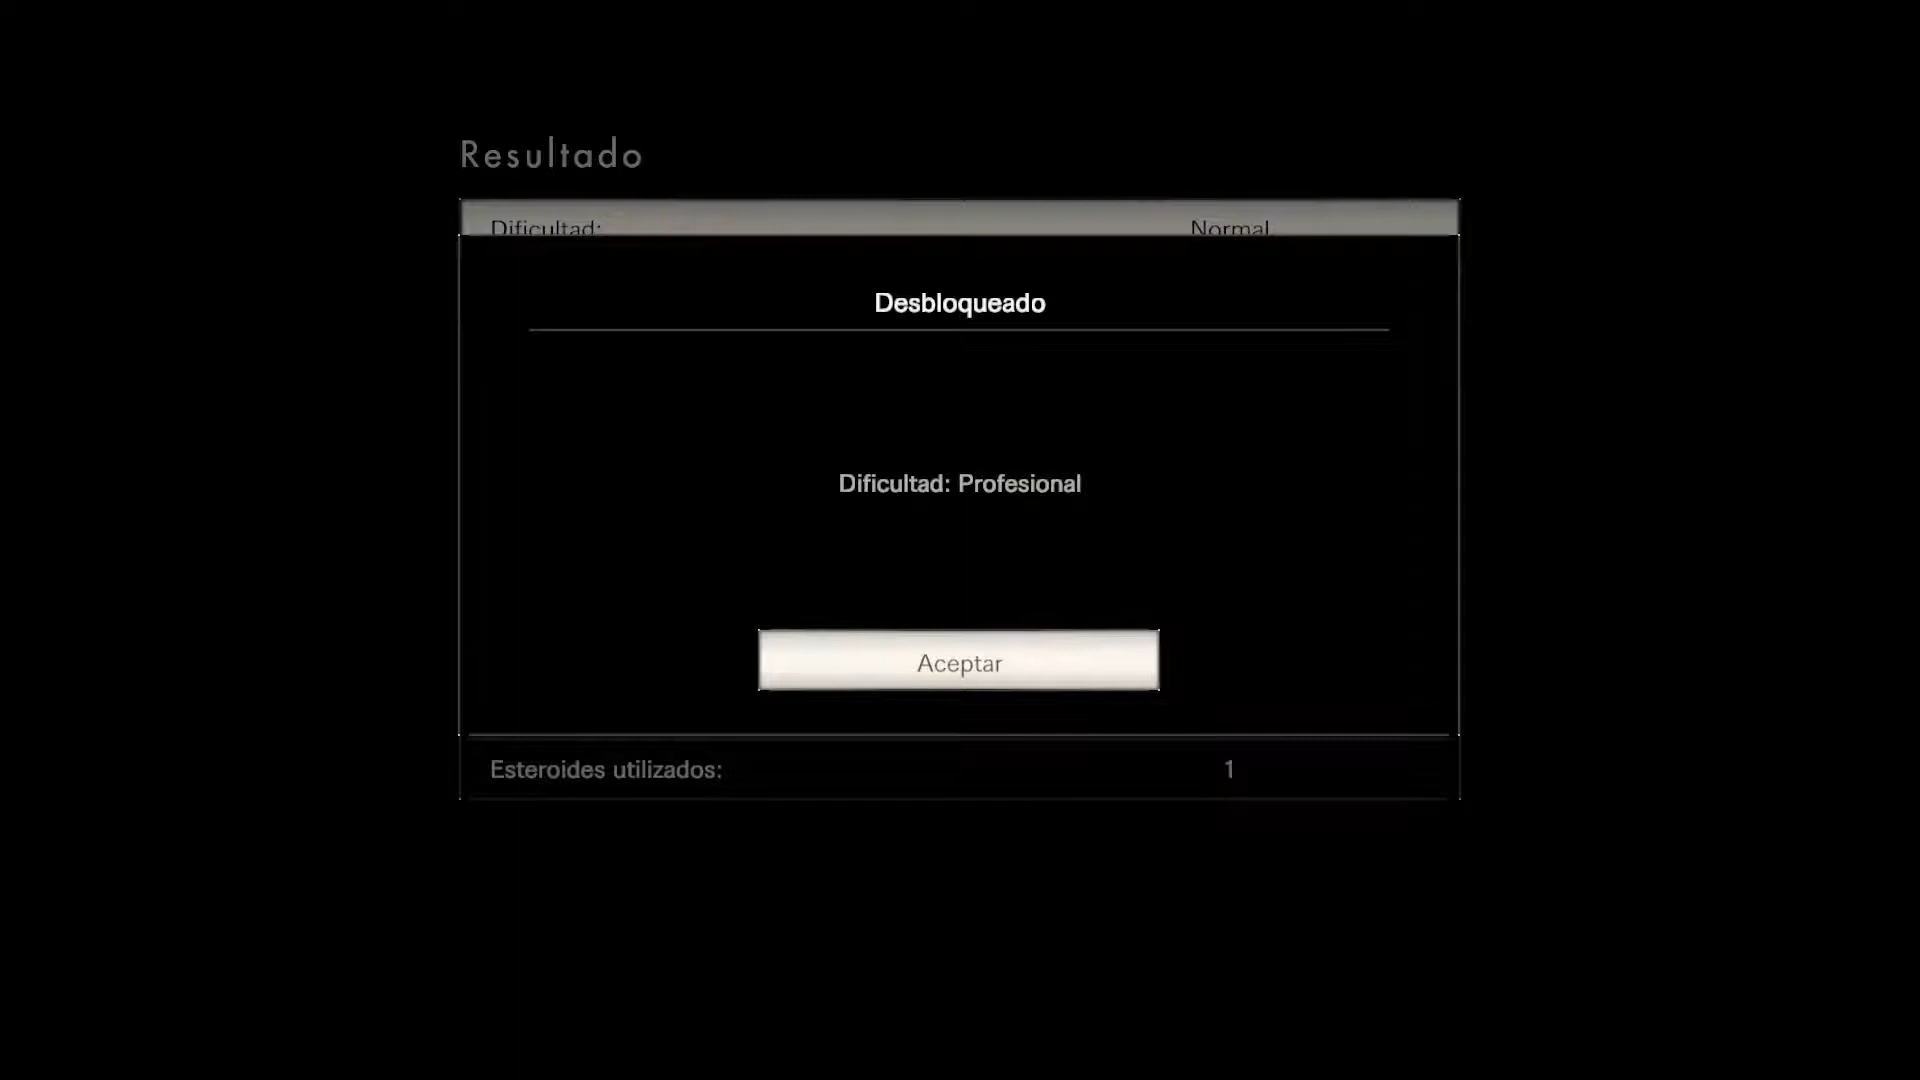 Resultado
Dificultad: Normal
Desbloqueado
Dificultad: Profesional
Aceptar
Esteroides utilizados: 1